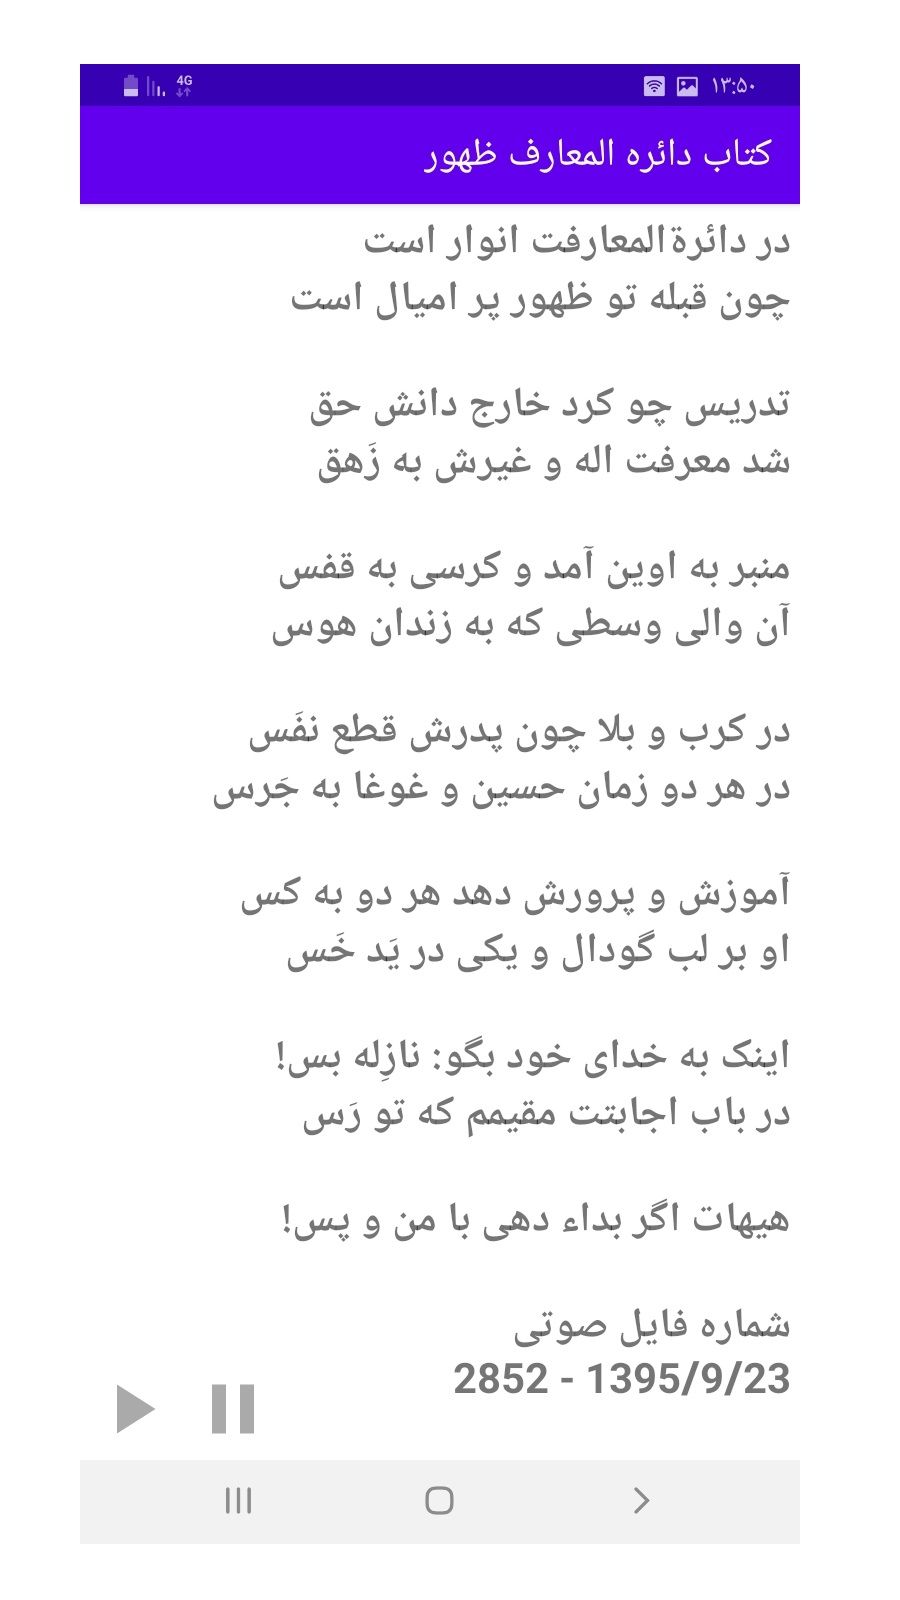 4G
۱۳:۵۰
کتاب دائره المعارف ظهور
در دائرةالمعارفت انوار است
چون قبله تو ظهور پر امیال است
تدریس چو کرد خارج دانش حق
شد معرفت اله و غیرش به زَهق
منبر به اوین آمد و کرسی به قفس
آن والی وسطی که به زندان هوس
در کرب و بلا چون پدرش قطع نفَس
در هر دو زمان حسین و غوغا به جَرس
آموزش و پرورش دهد هر دو به کس
او بر لب گودال و یکی در یَد خَس
اینک به خدای خود بگو: نازِله بس!
در باب اجابتت مقیمم که تو رَس
هیهات اگر بداء دهی با من و پس!
شماره فایل صوتی
2852 - 1395/9/23